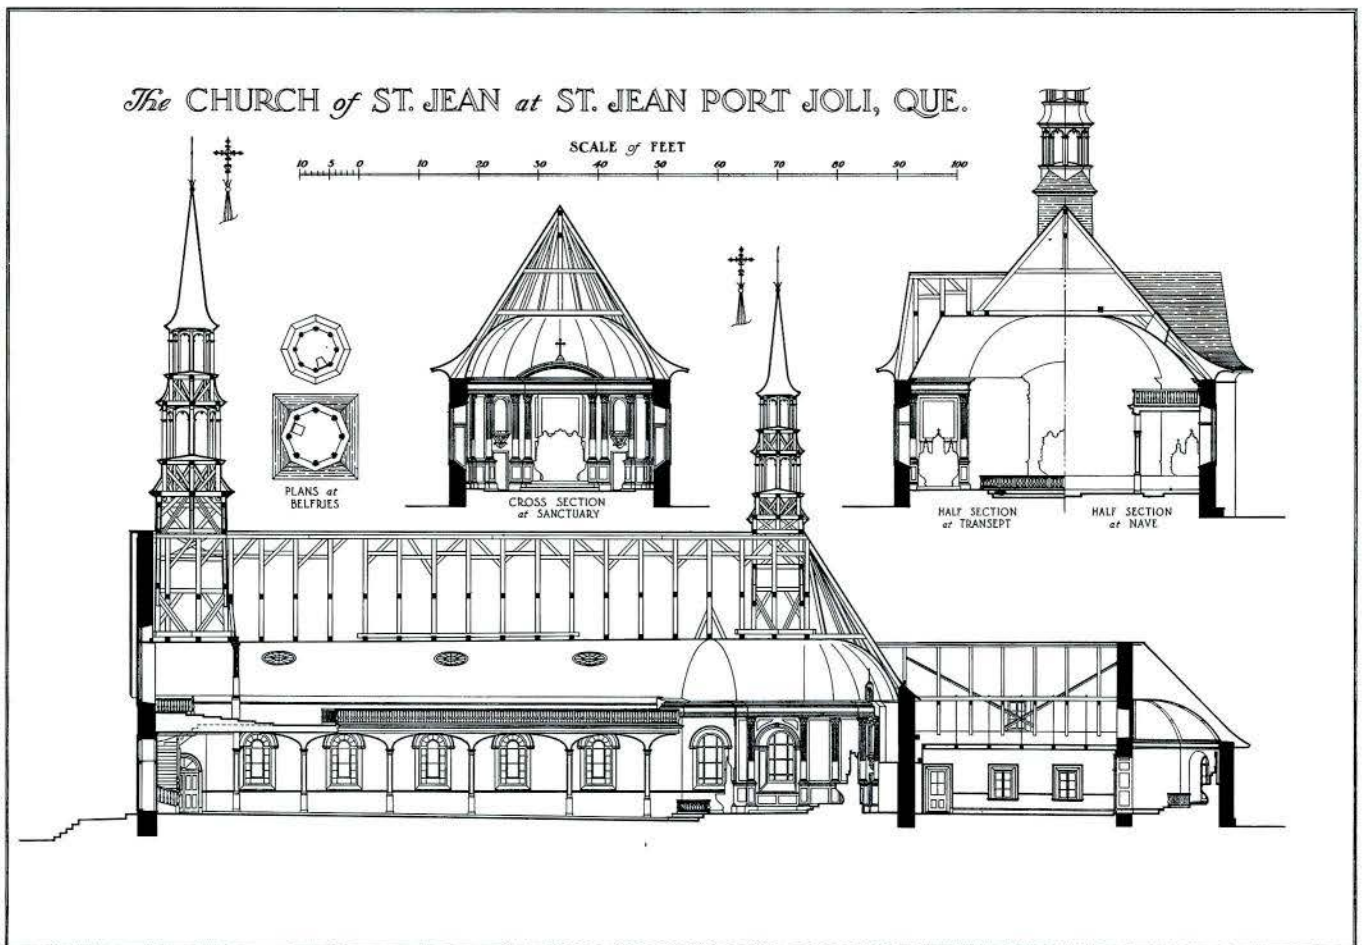 The CHURCH of ST. JEAN at ST. JEAN PORT JOLI, QUE.
SCALE of FEET
10 5 0 10 20 30 40 50 60 70 80 90 100
PLANS at
BELFRIES
CROSS SECTION
at SANCTUARY
HALF SECTION
at TRANSEPT
HALF SECTION
at NAVE